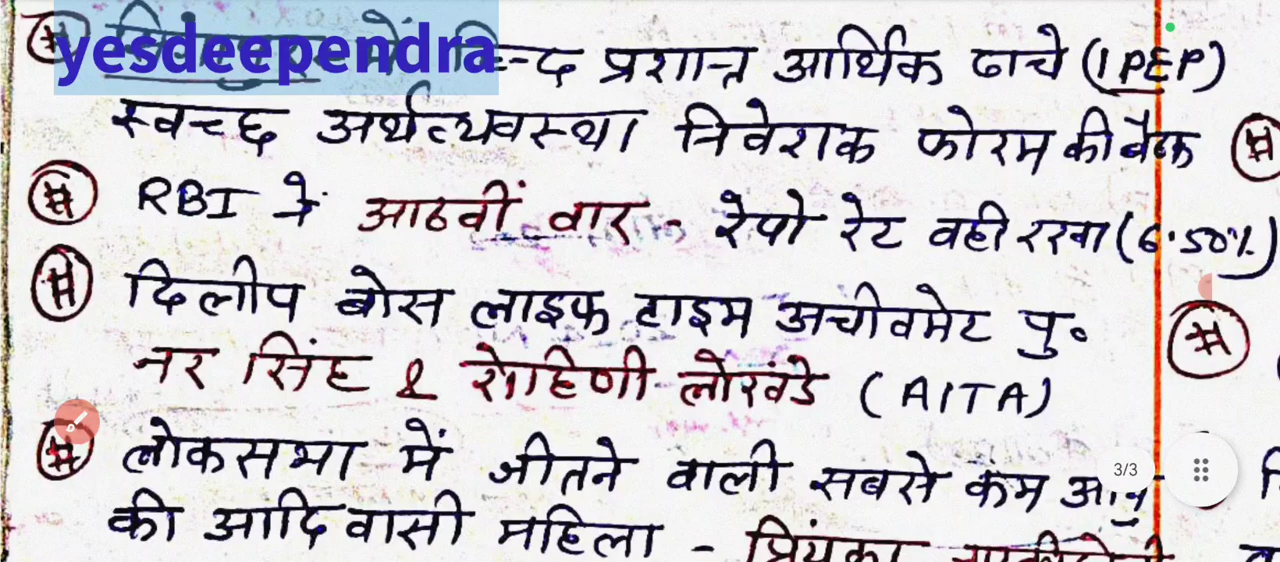 yesdeependra
में हिन्द प्रशान्त आर्थिक ढाचे (IPEP)
स्वच्छ अर्थव्यवस्था निवेशक फोरम की बैठक
RBI ने आठवीं बार - रेपो रेट वही रखा (6.50%)
दिलीप बोस लाइफ टाइम अचीवमेट पु०
नर सिंह & रोहिणी लोखंडे (AITA)
लोकसभा में जीतने वाली सबसे कम आयु
3/3
की आदिवासी महिला - प्रियंका